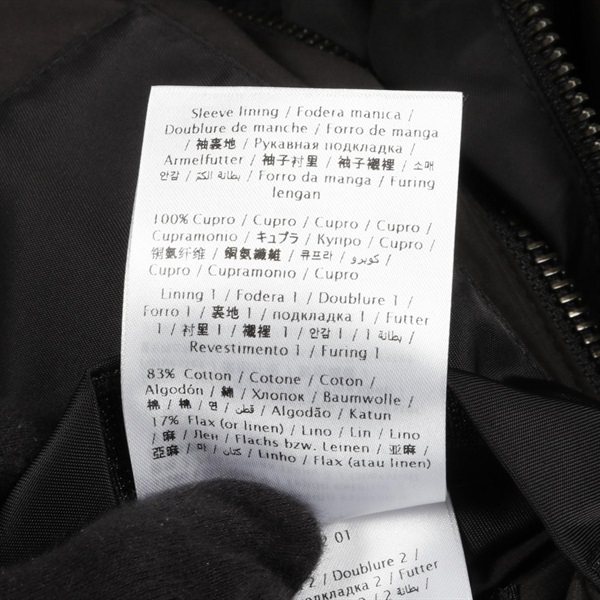 Sleeve lining / Fodera manica /
Doublure de manche / Forro de manga
/ 袖裏地 / Рукавная подкладка /
Armelfutter / 袖子衬里 / 袖子襯裡 / 소매
안감 / بطانة الكم / Forro da manga / Furing
lengan
100% Cupro / Cupro / Cupro / Cupro /
Cupramonio / キュプラ / Купро / Cupro /
铜氨纤维 / 銅氨纖維 / 큐프라 / كوبرو /
Cupro / Cupramonio / Cupro
Lining 1 / Fodera 1 / Doublure 1 /
Forro 1 / 裏地 1 / подкладка 1 / Futter
1 / 衬里 1 / 襯裡 1 / 안감 1 / بطانة 1 /
Revestimento 1 / Furing 1
83% Cotton / Cotone / Coton /
Algodón / 綿 / Хлопок / Baumwolle /
棉 / 棉 / 면 / قطن / Algodão / Katun
17% Flax (or linen) / Lino / Lin / Lino
/ 麻 / Лен / Flachs bzw. Leinen / 亚麻 /
亞麻 / 마 / كتان / Linho / Flax (atau linen)
2 01
/ Doublure 2 /
дкладка 2 / Futter